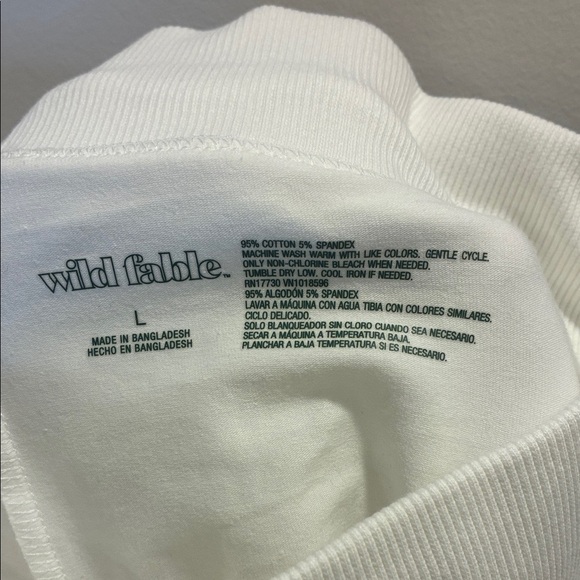 wild fable™
L
MADE IN BANGLADESH
HECHO EN BANGLADESH
95% COTTON 5% SPANDEX
MACHINE WASH WARM WITH LIKE COLORS. GENTLE CYCLE.
ONLY NON-CHLORINE BLEACH WHEN NEEDED.
TUMBLE DRY LOW. COOL IRON IF NEEDED.
RN17730 VN1018596
95% ALGODÓN 5% SPANDEX
LAVAR A MÁQUINA CON AGUA TIBIA CON COLORES SIMILARES.
CICLO DELICADO.
SOLO BLANQUEADOR SIN CLORO CUANDO SEA NECESARIO.
SECAR A MÁQUINA A TEMPERATURA BAJA.
PLANCHAR A BAJA TEMPERATURA SI ES NECESARIO.